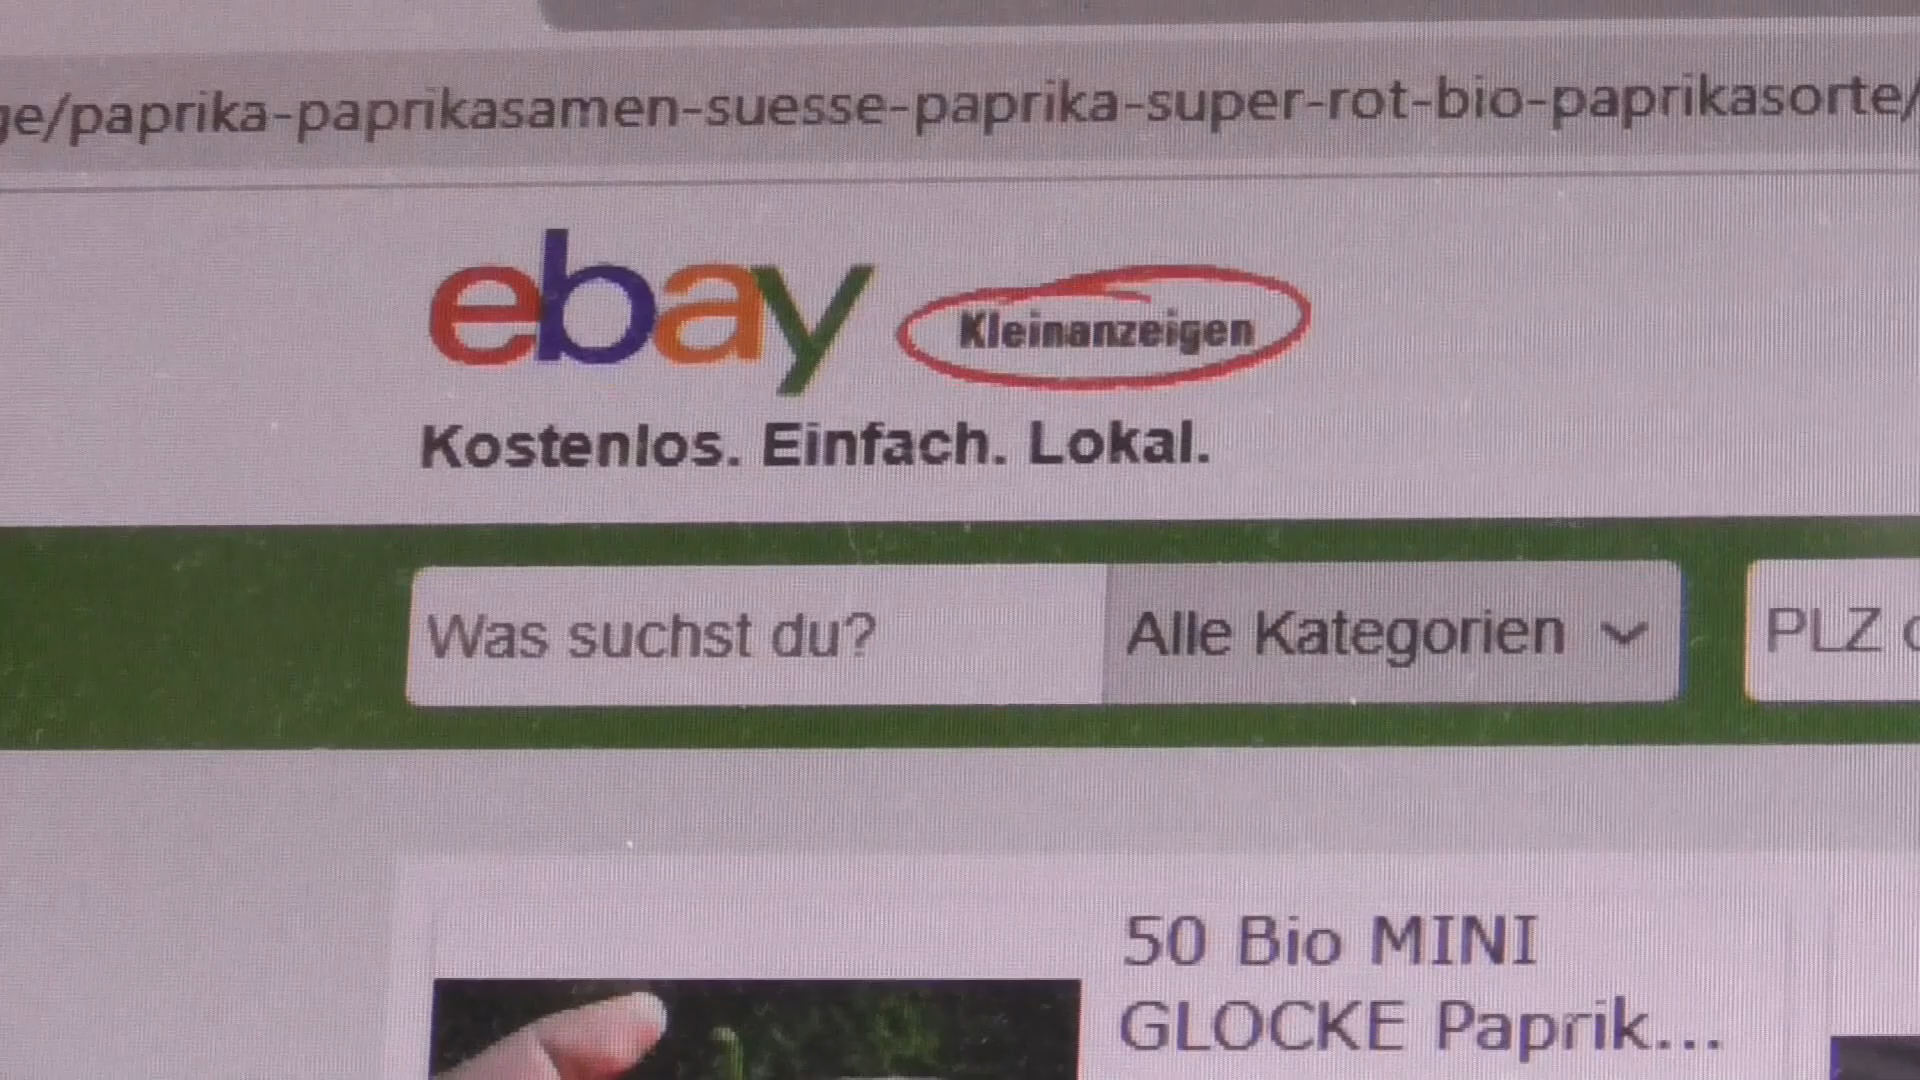 ge/paprika-paprikasamen-suesse-paprika-super-rot-bio-paprikasorte/
ebay Kleinanzeigen
Kostenlos. Einfach. Lokal.
Was suchst du? Alle Kategorien PLZ
50 Bio MINI
GLOCKE Paprik...